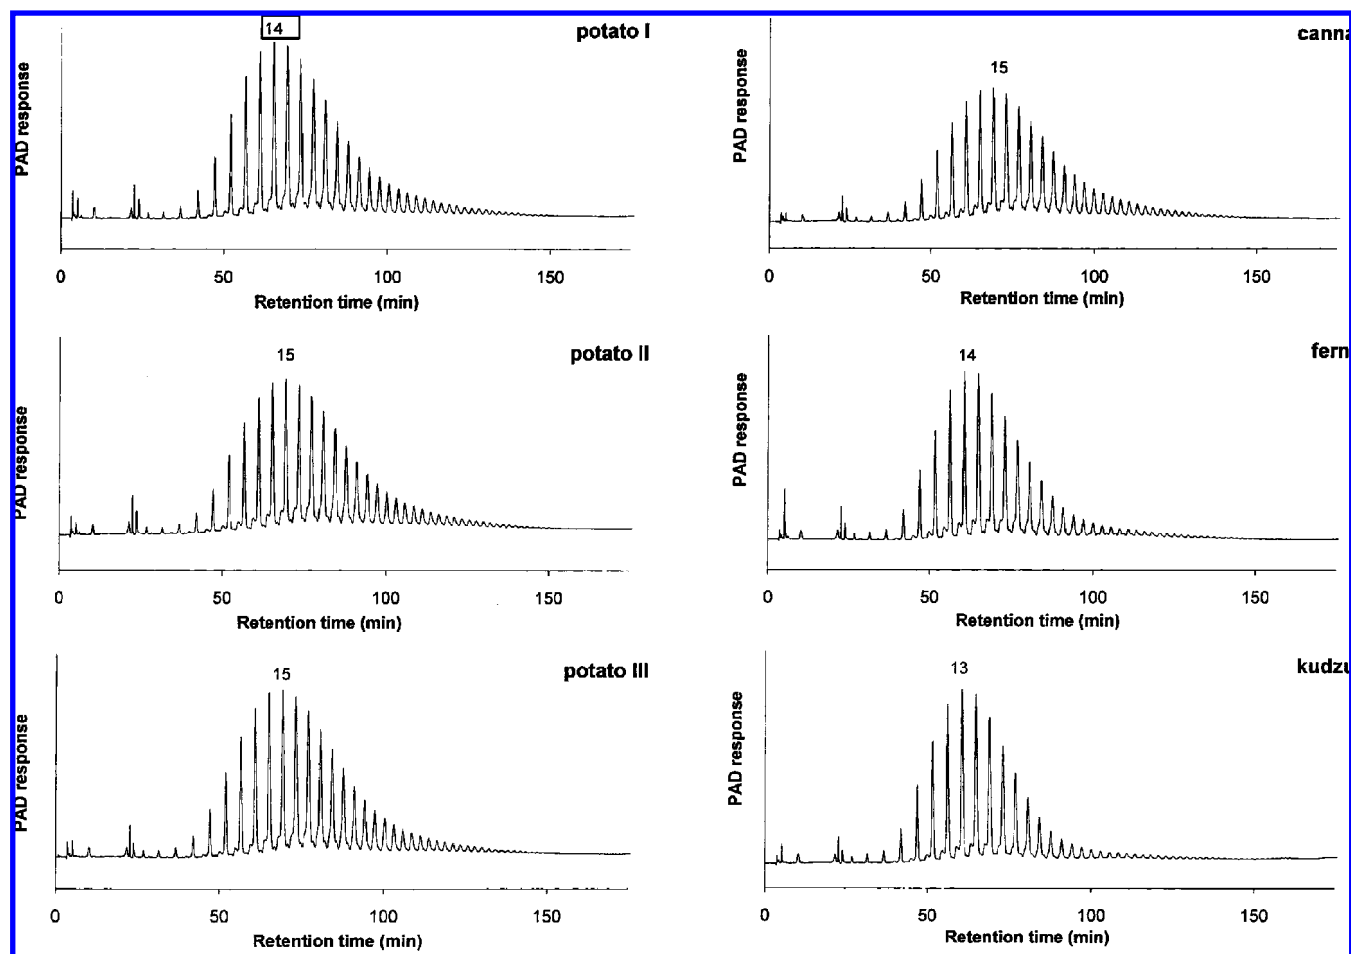 14
potato I
PAD response
0 50 100 150
Retention time (min)
15
canna
PAD response
0 50 100 150
Retention time (min)
15
potato II
PAD response
0 50 100 150
Retention time (min)
14
fern
PAD response
0 50 100 150
Retention time (min)
15
potato III
PAD response
0 50 100 150
Retention time (min)
13
kudzu
PAD response
0 50 100 150
Retention time (min)